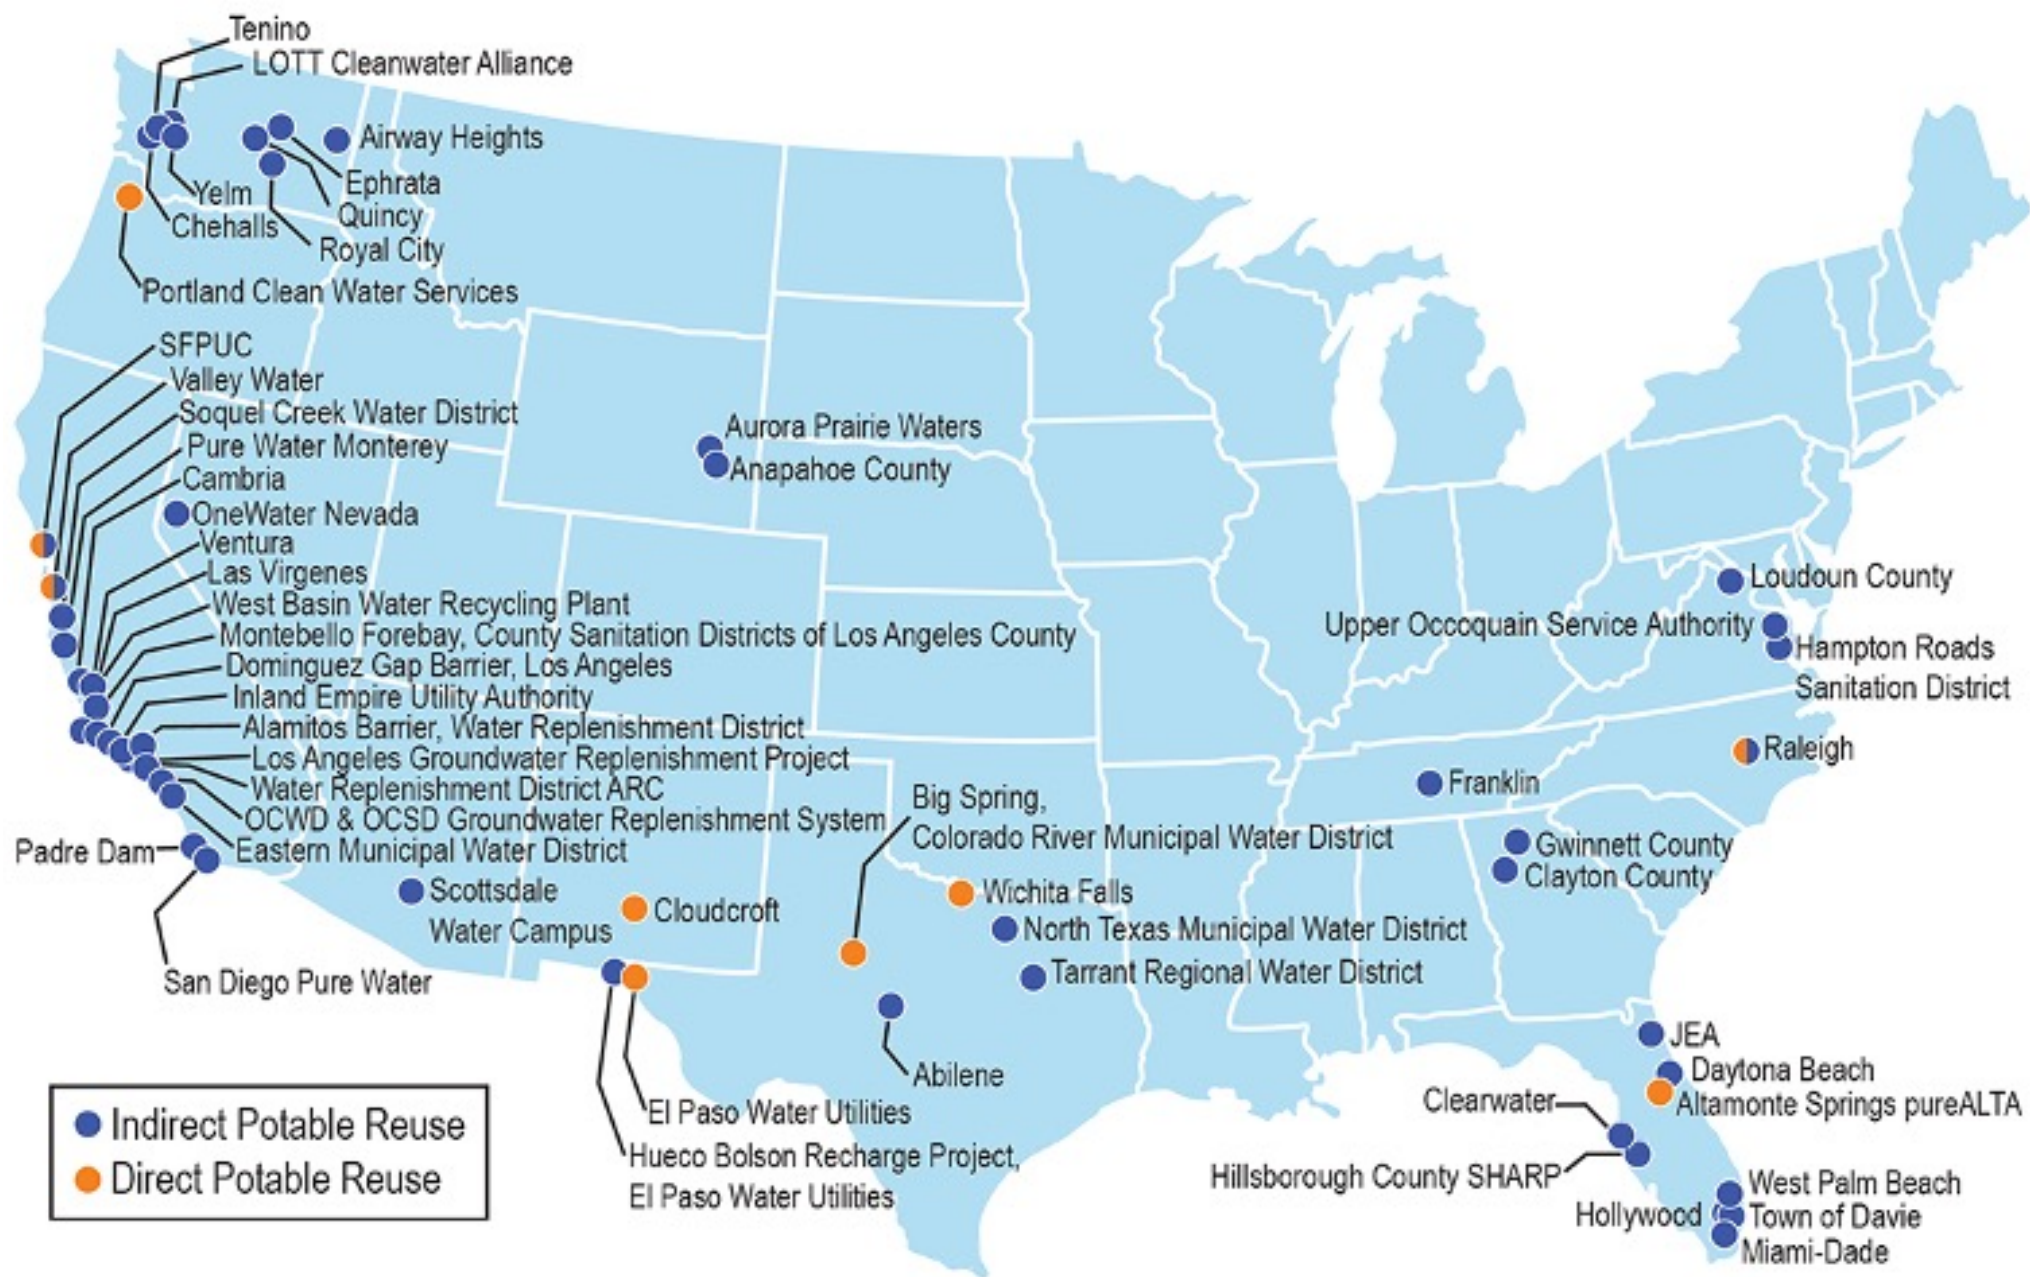 Tenino
LOTT Cleanwater Alliance
Airway Heights
Ephrata
Yelm
Quincy
Chehalls
Royal City
Portland Clean Water Services
SFPUC
Valley Water
Soquel Creek Water District
Pure Water Monterey
Cambria
OneWater Nevada
Ventura
Las Virgenes
West Basin Water Recycling Plant
Montebello Forebay, County Sanitation Districts of Los Angeles County
Dominguez Gap Barrier, Los Angeles
Inland Empire Utility Authority
Alamitos Barrier, Water Replenishment District
Los Angeles Groundwater Replenishment Project
Water Replenishment District ARC
OCWD & OCSD Groundwater Replenishment System
Eastern Municipal Water District
Padre Dam
San Diego Pure Water
Scottsdale
Water Campus
Aurora Prairie Waters
Anapahoe County
Cloudcroft
Big Spring,
Colorado River Municipal Water District
Wichita Falls
North Texas Municipal Water District
Tarrant Regional Water District
Abilene
El Paso Water Utilities
Hueco Bolson Recharge Project,
El Paso Water Utilities
Loudoun County
Upper Occoquain Service Authority
Hampton Roads
Sanitation District
Raleigh
Franklin
Gwinnett County
Clayton County
JEA
Daytona Beach
Altamonte Springs pureALTA
Clearwater
Hillsborough County SHARP
West Palm Beach
Hollywood
Town of Davie
Miami-Dade
Indirect Potable Reuse
Direct Potable Reuse